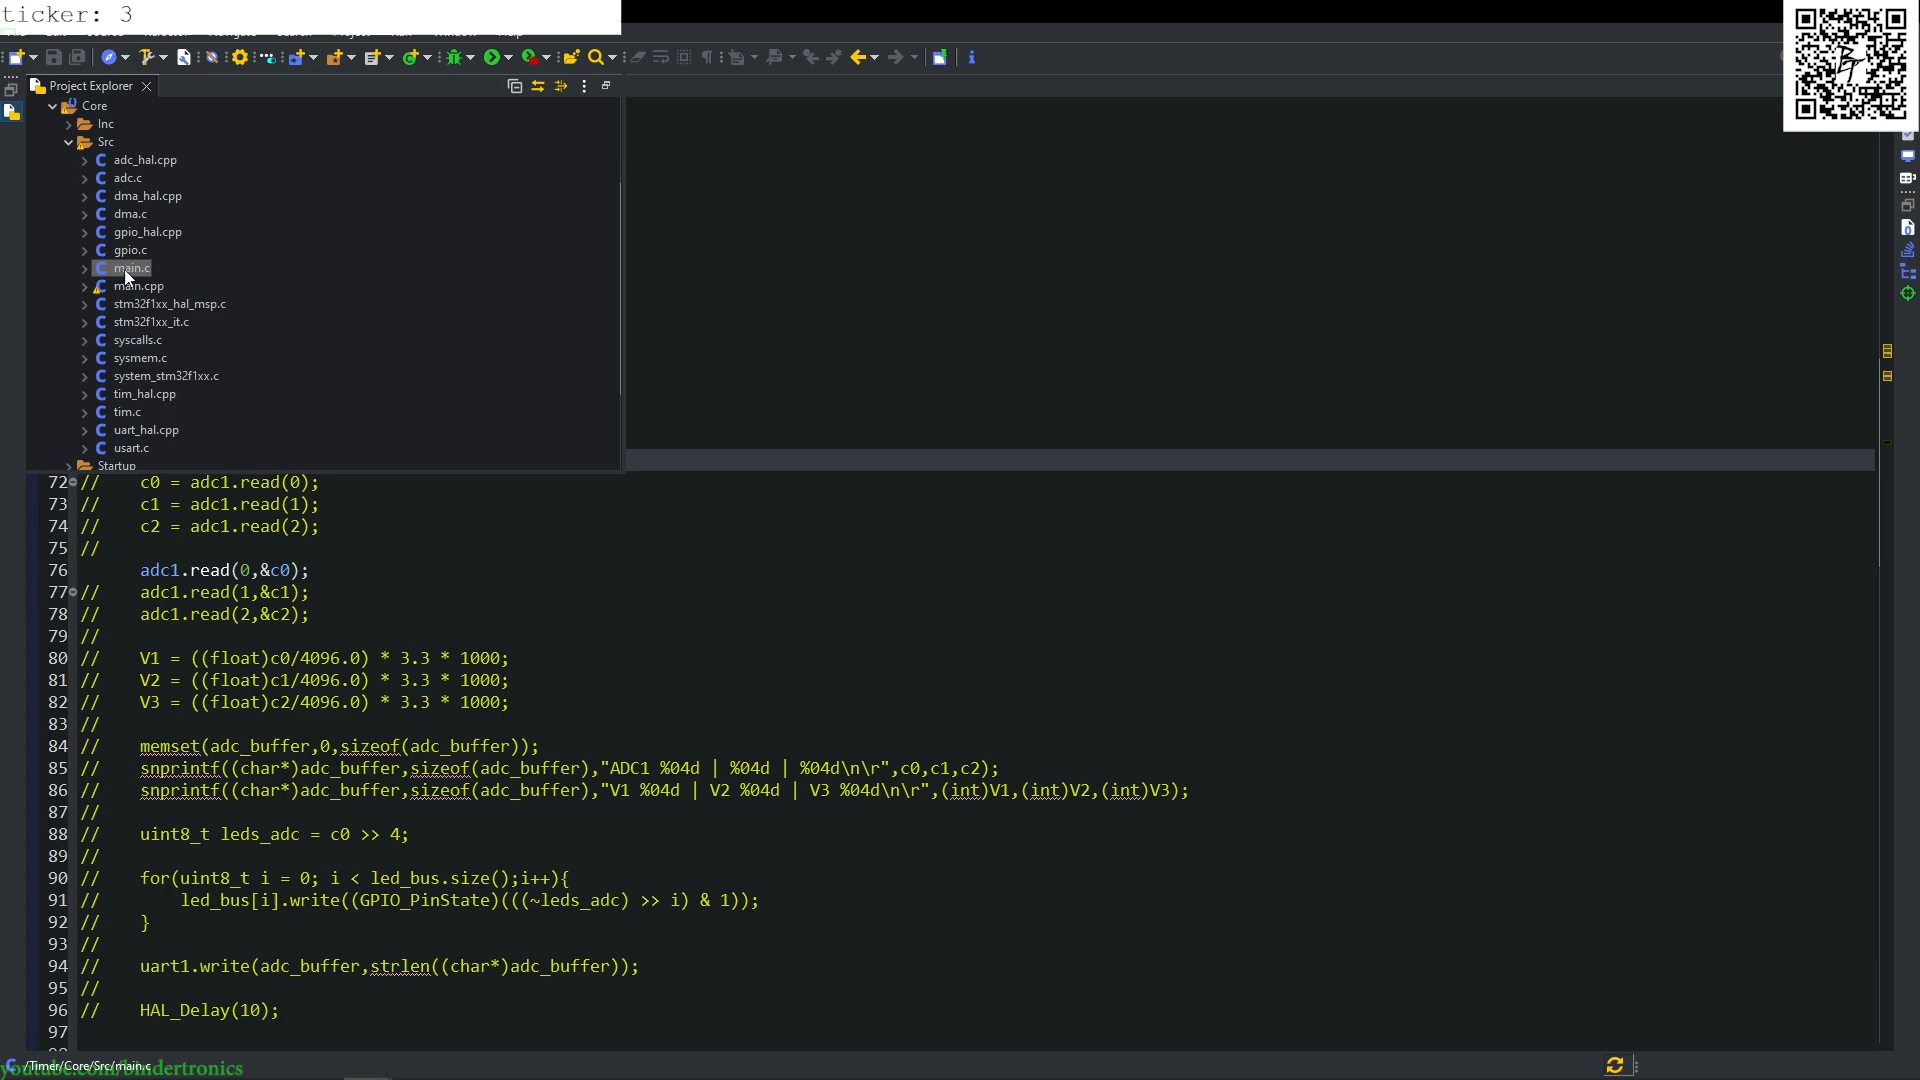 ticker: 3
Project Explorer
Core
Inc
Src
adc_hal.cpp
adc.c
dma_hal.cpp
dma.c
gpio_hal.cpp
gpio.c
main.c
main.cpp
stm32f1xx_hal_msp.c
stm32f1xx_it.c
syscalls.c
sysmem.c
system_stm32f1xx.c
tim_hal.cpp
tim.c
uart_hal.cpp
usart.c
Startup
72 // c0 = adc1.read(0);
73 // c1 = adc1.read(1);
74 // c2 = adc1.read(2);
75 //
76 adc1.read(0,&c0);
77 // adc1.read(1,&c1);
78 // adc1.read(2,&c2);
79 //
80 // V1 = ((float)c0/4096.0) * 3.3 * 1000;
81 // V2 = ((float)c1/4096.0) * 3.3 * 1000;
82 // V3 = ((float)c2/4096.0) * 3.3 * 1000;
83 //
84 // memset(adc_buffer,0,sizeof(adc_buffer));
85 // snprintf((char*)adc_buffer,sizeof(adc_buffer),"ADC1 %04d | %04d | %04d\n\r",c0,c1,c2);
86 // snprintf((char*)adc_buffer,sizeof(adc_buffer),"V1 %04d | V2 %04d | V3 %04d\n\r",(int)V1,(int)V2,(int)V3);
87 //
88 // uint8_t leds_adc = c0 >> 4;
89 //
90 // for(uint8_t i = 0; i < led_bus.size();i++){
91 // led_bus[i].write((GPIO_PinState)(((~leds_adc) >> i) & 1));
92 // }
93 //
94 // uart1.write(adc_buffer,strlen((char*)adc_buffer));
95 //
96 // HAL_Delay(10);
97
/Timer/Core/Src/main.c
youtube.com/bindertronics